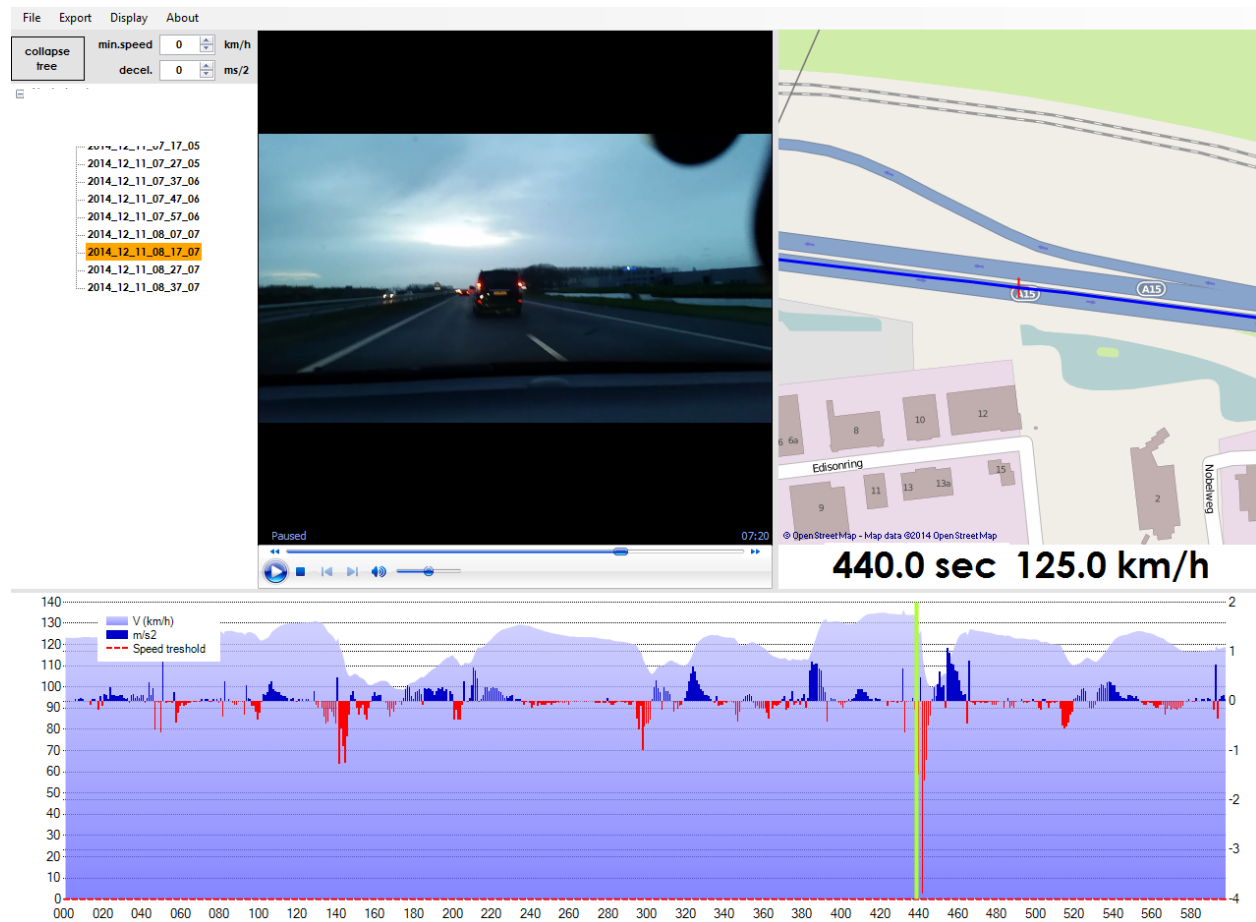 File Export Display About
collapse tree
min.speed 0 km/h
decel. 0 ms/2
2014_12_11_07_17_05
2014_12_11_07_27_05
2014_12_11_07_37_06
2014_12_11_07_47_06
2014_12_11_07_57_06
2014_12_11_08_07_07
2014_12_11_08_17_07
2014_12_11_08_27_07
2014_12_11_08_37_07
Paused 07:20
A15 A15
12
10
8
6 6a
Edisonring
15
13a
13
11
9
2
Nobelweg
© OpenStreetMap - Map data ©2014 OpenStreetMap
440.0 sec 125.0 km/h
V (km/h)
m/s2
Speed treshold
140 2
130
120
110 1
100
90 0
80
70 -1
60
50 -2
40
30 -3
20
10
0 -4
000 020 040 060 080 100 120 140 160 180 200 220 240 260 280 300 320 340 360 380 400 420 440 460 480 500 520 540 560 580